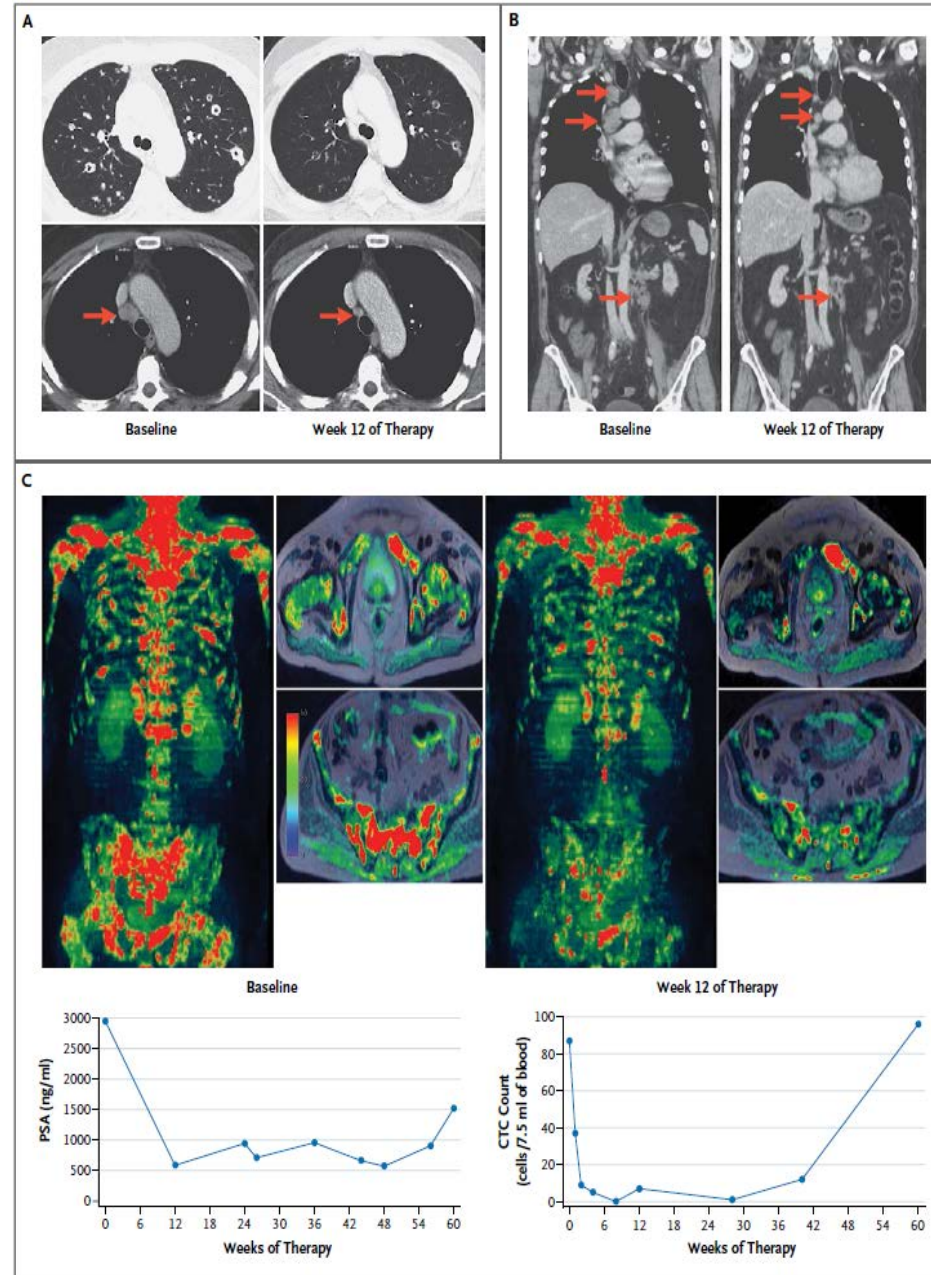 A
Baseline
Week 12 of Therapy
B
Baseline
Week 12 of Therapy
C
Baseline
Week 12 of Therapy
PSA (ng/ml)
3000
2500
2000
1500
1000
500
0
0 6 12 18 24 30 36 42 48 54 60
Weeks of Therapy
CTC Count
(cells /7.5 ml of blood)
100
80
60
40
20
0
0 6 12 18 24 30 36 42 48 54 60
Weeks of Therapy